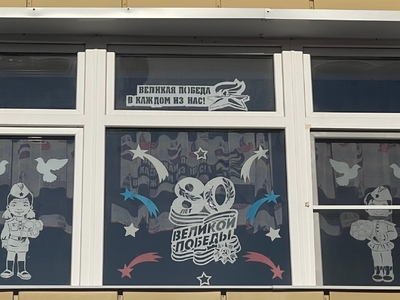 ВЕЛИКАЯ ПОБЕДА
В КАЖДОМ ИЗ НАС!
80
ЛЕТ
ВЕЛИКОЙ
ПОБЕДЫ